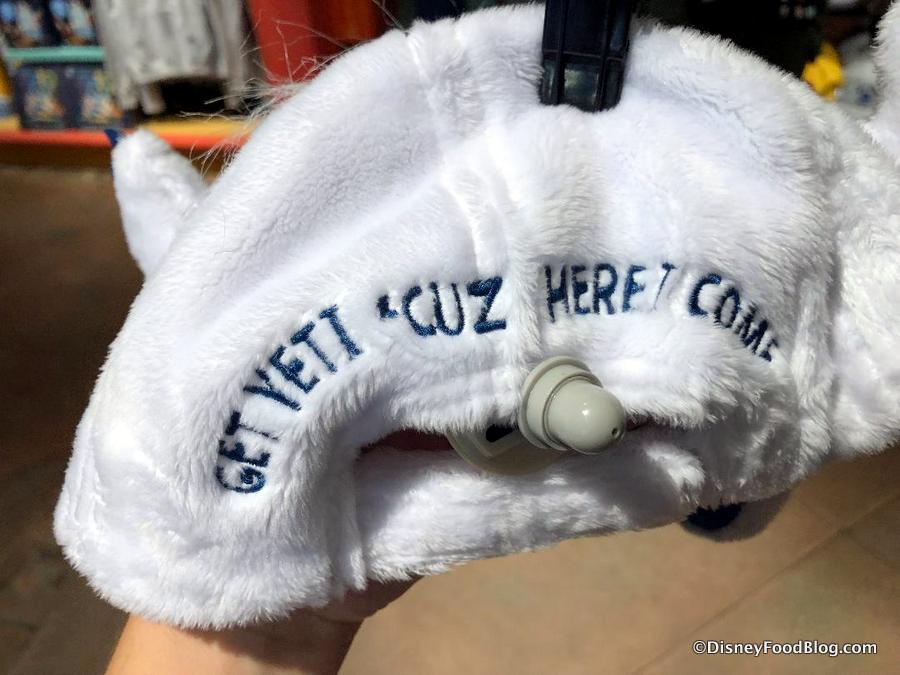 GET YETI 'CUZ HERE I COME
©DisneyFoodBlog.com